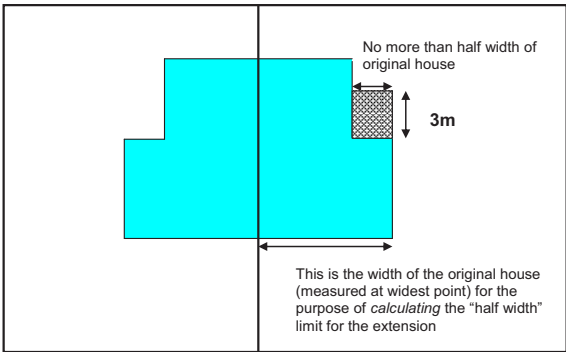 No more than half width of
original house
3m
This is the width of the original house
(measured at widest point) for the
purpose of calculating the “half width”
limit for the extension